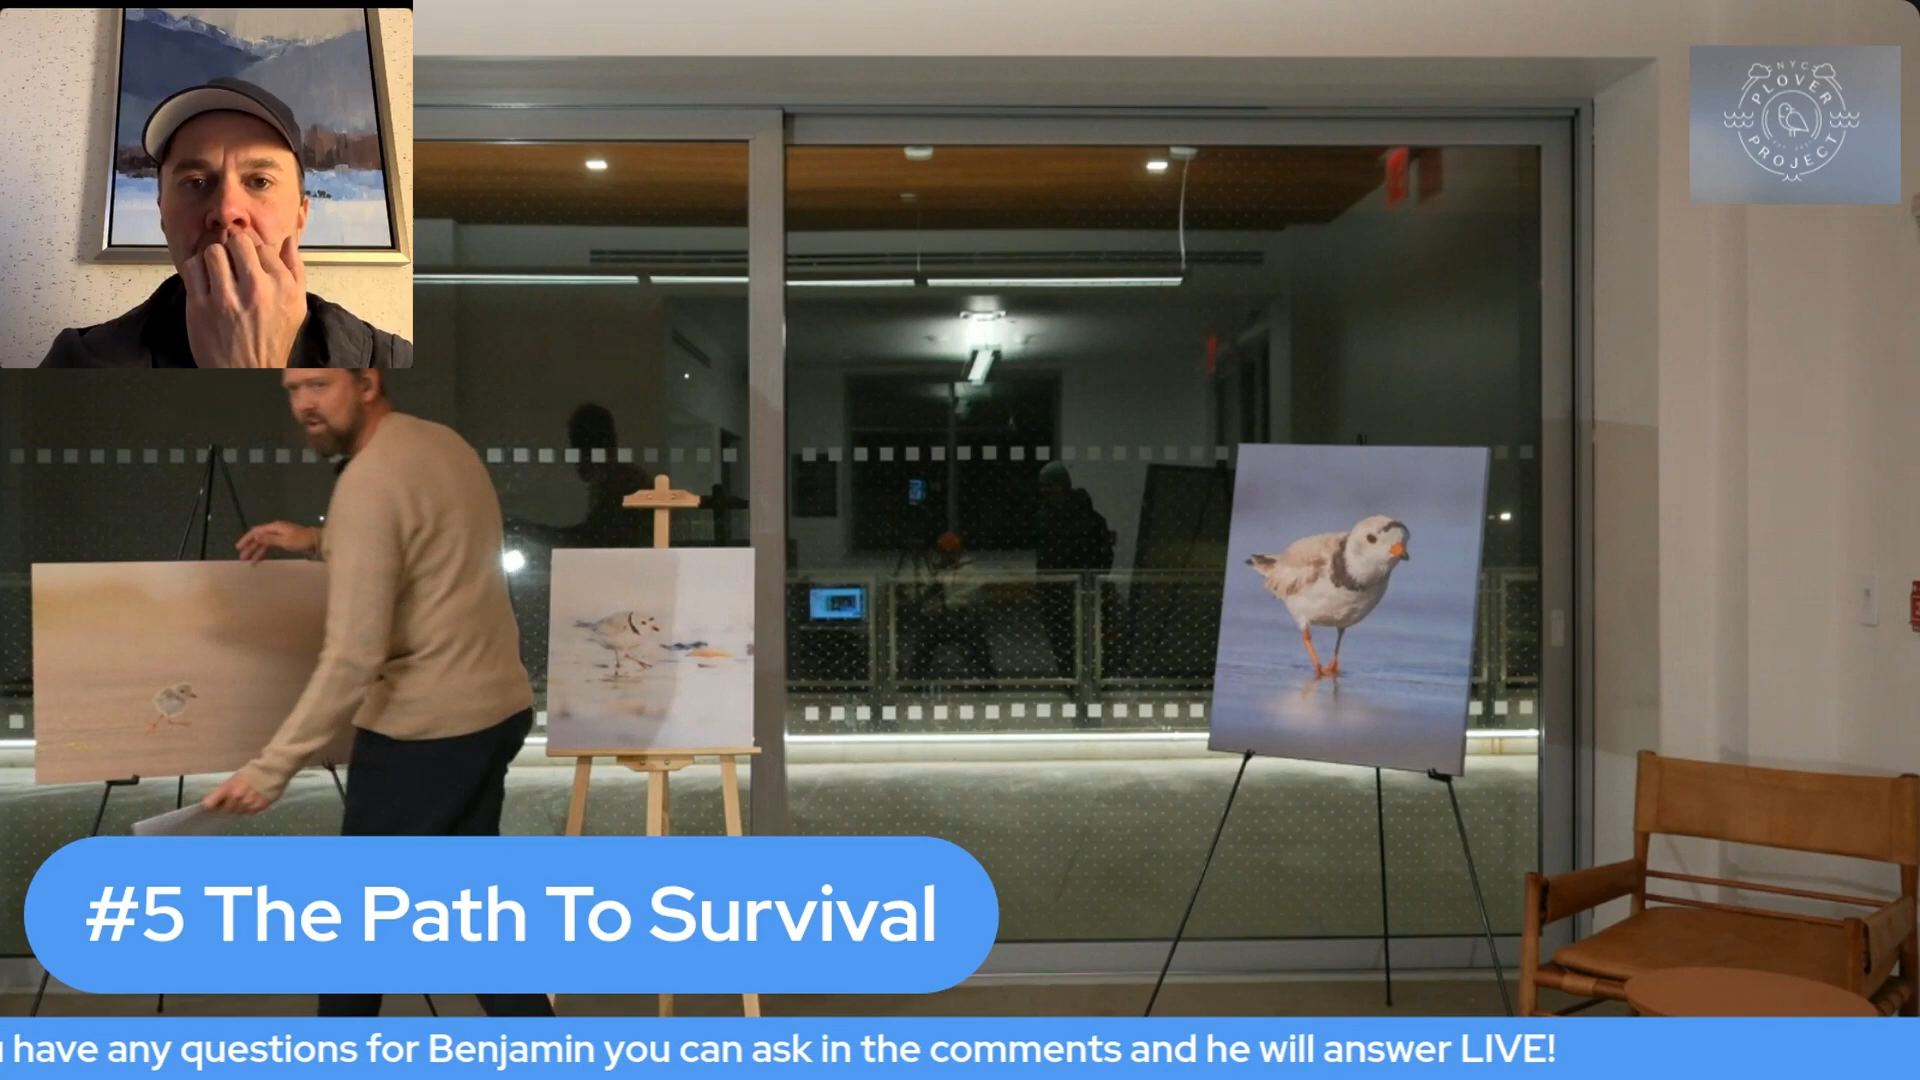 NYC
PLOVER
PROJECT
#5 The Path To Survival
have any questions for Benjamin you can ask in the comments and he will answer LIVE!